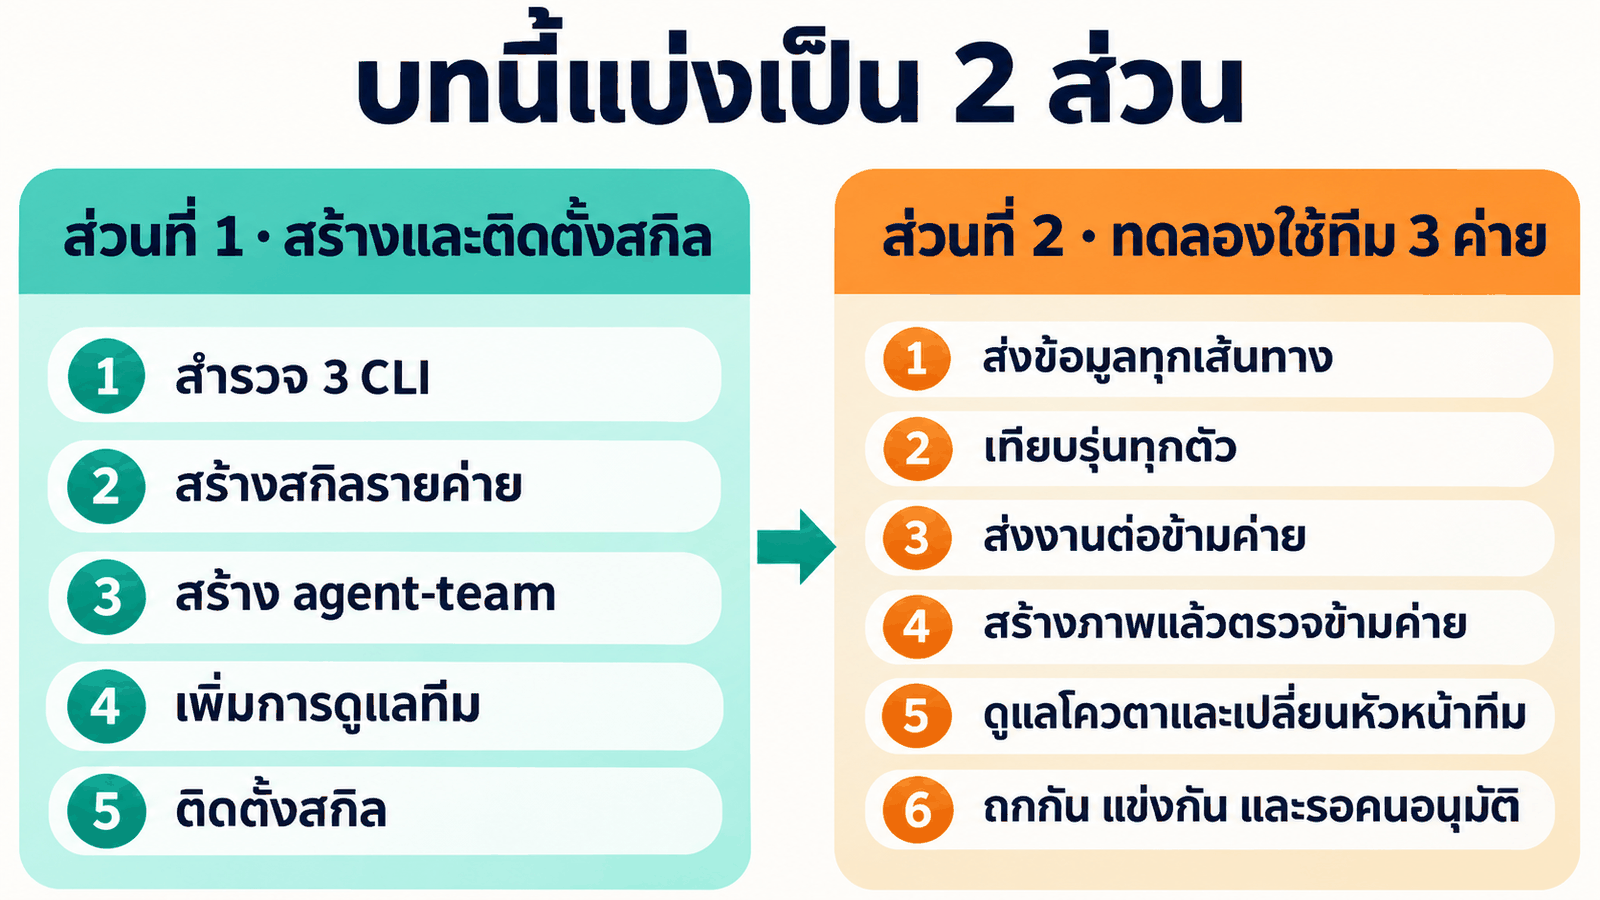 บทนี้แบ่งเป็น 2 ส่วน
ส่วนที่ 1 · สร้างและติดตั้งสกิล
1 สำรวจ 3 CLI
2 สร้างสกิลรายค่าย
3 สร้าง agent-team
4 เพิ่มการดูแลทีม
5 ติดตั้งสกิล
ส่วนที่ 2 · ทดลองใช้ทีม 3 ค่าย
1 ส่งข้อมูลทุกเส้นทาง
2 เทียบรุ่นทุกตัว
3 ส่งงานต่อข้ามค่าย
4 สร้างภาพแล้วตรวจข้ามค่าย
5 ดูแลโควตาและเปลี่ยนหัวหน้าทีม
6 ถกกัน แข่งกัน และรอคนอนุมัติ